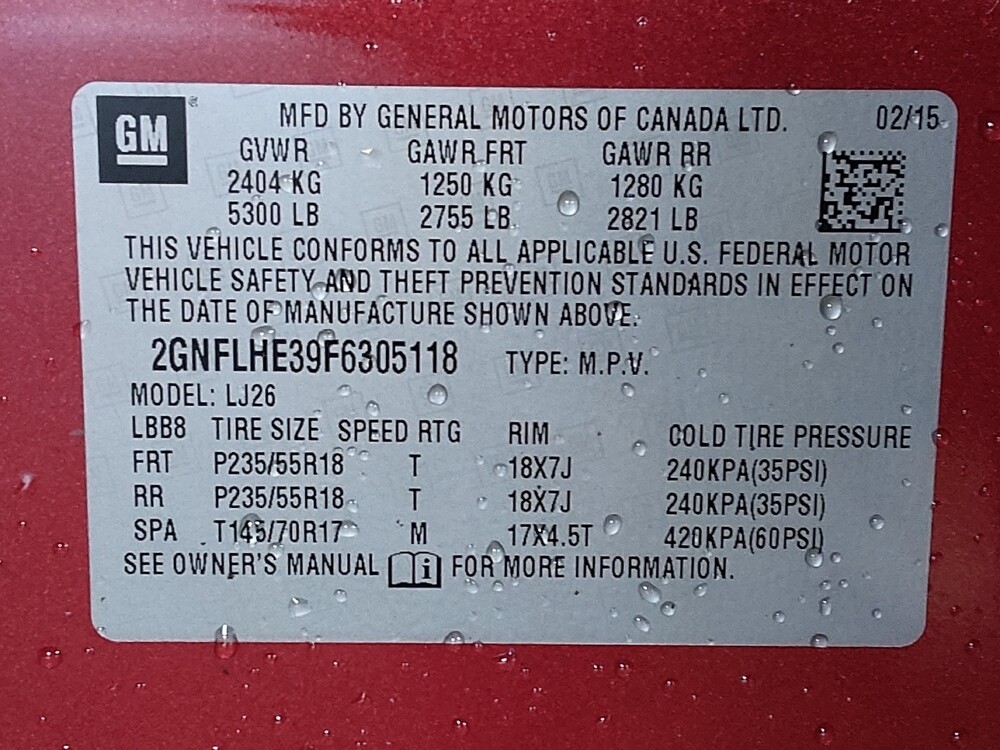 GM
MFD BY GENERAL MOTORS OF CANADA LTD. 02/15
GVWR GAWR FRT GAWR RR
2404 KG 1250 KG 1280 KG
5300 LB 2755 LB 2821 LB
THIS VEHICLE CONFORMS TO ALL APPLICABLE U.S. FEDERAL MOTOR
VEHICLE SAFETY AND THEFT PREVENTION STANDARDS IN EFFECT ON
THE DATE OF MANUFACTURE SHOWN ABOVE.
2GNFLHE39F6305118 TYPE: M.P.V.
MODEL: LJ26
LBB8 TIRE SIZE SPEED RTG RIM COLD TIRE PRESSURE
FRT P235/55R18 T 18X7J 240KPA(35PSI)
RR P235/55R18 T 18X7J 240KPA(35PSI)
SPA T145/70R17 M 17X4.5T 420KPA(60PSI)
SEE OWNER'S MANUAL i FOR MORE INFORMATION.